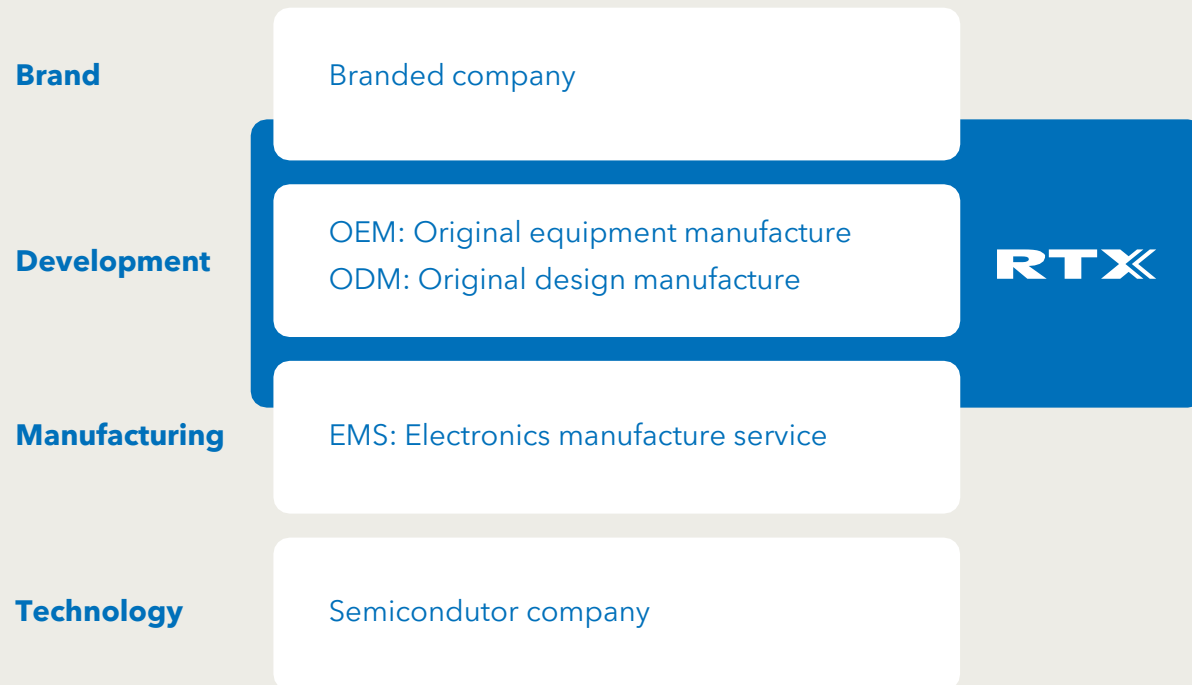 Brand
Branded company
Development
OEM: Original equipment manufacture
ODM: Original design manufacture
RTX
Manufacturing
EMS: Electronics manufacture service
Technology
Semicondutor company